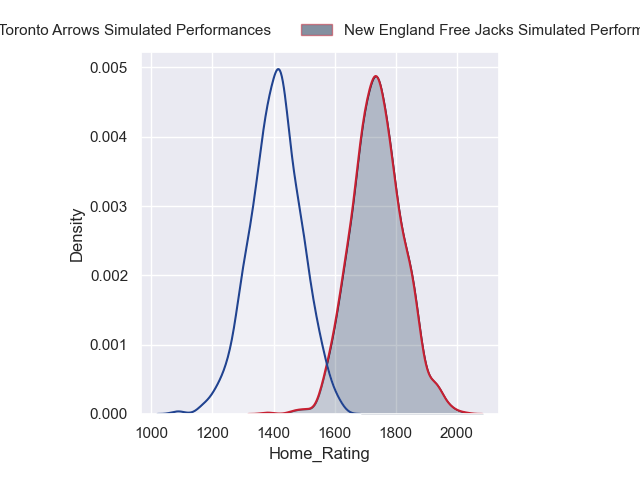 Toronto Arrows Simulated Performances
New England Free Jacks Simulated Perform
0.005
0.004
0.003
0.002
0.001
0.000
Density
1000 1200 1400 1600 1800 2000
Home_Rating